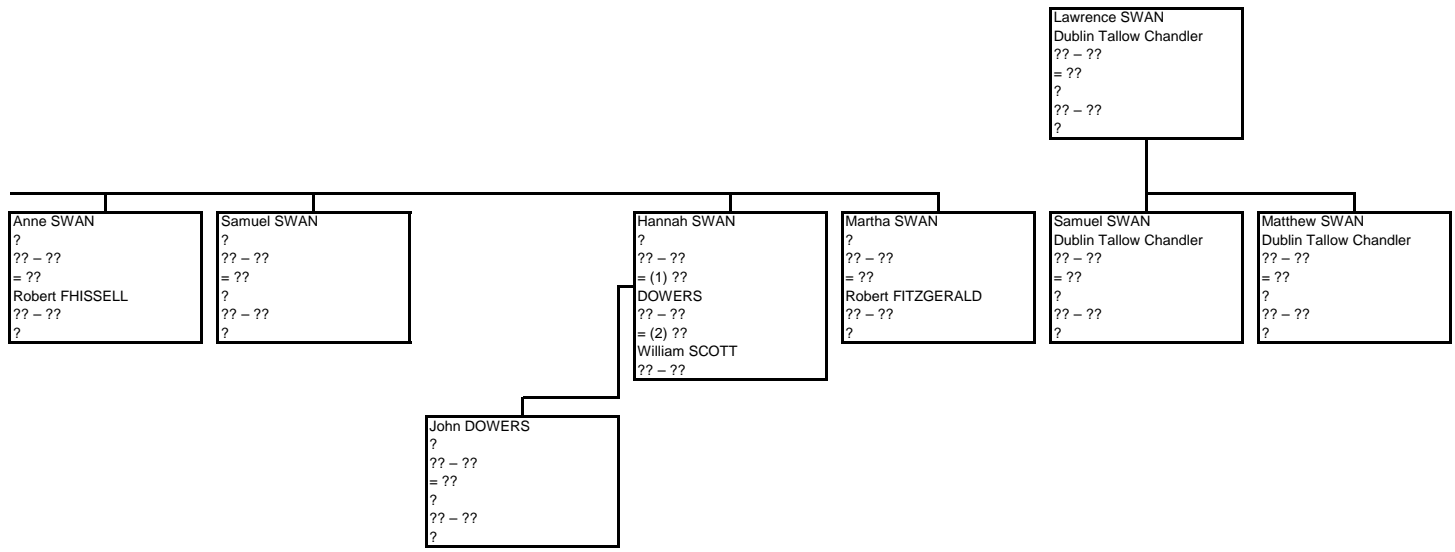 Lawrence SWAN
Dublin Tallow Chandler
?? – ??
= ??
?
?? – ??
?
Anne SWAN
?
?? – ??
= ??
Robert FHISSELL
?? – ??
?
Samuel SWAN
?
?? – ??
= ??
?
?? – ??
?
Hannah SWAN
?
?? – ??
= (1) ??
DOWERS
?? – ??
= (2) ??
William SCOTT
?? – ??
Martha SWAN
?
?? – ??
= ??
Robert FITZGERALD
?? – ??
?
Samuel SWAN
Dublin Tallow Chandler
?? – ??
= ??
?
?? – ??
?
Matthew SWAN
Dublin Tallow Chandler
?? – ??
= ??
?
?? – ??
?
John DOWERS
?
?? – ??
= ??
?
?? – ??
?